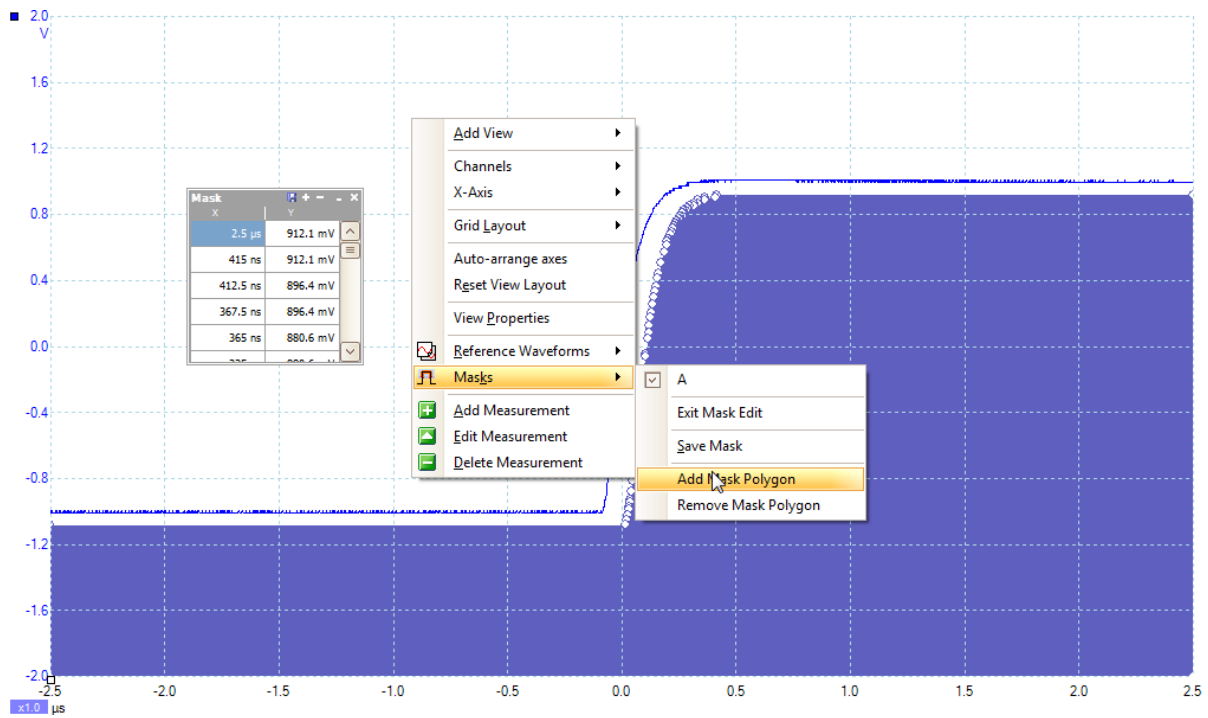 2.0
V
1.6
1.2
0.8
0.4
0.0
-0.4
-0.8
-1.2
-1.6
-2.0
Mask
X Y
2.5 µs 912.1 mV
415 ns 912.1 mV
412.5 ns 896.4 mV
367.5 ns 896.4 mV
365 ns 880.6 mV
Add View
Channels
X-Axis
Grid Layout
Auto-arrange axes
Reset View Layout
View Properties
Reference Waveforms
Masks
Add Measurement
Edit Measurement
Delete Measurement
A
Exit Mask Edit
Save Mask
Add Mask Polygon
Remove Mask Polygon
-2.5 -2.0 -1.5 -1.0 -0.5 0.0 0.5 1.0 1.5 2.0 2.5
x1.0 µs